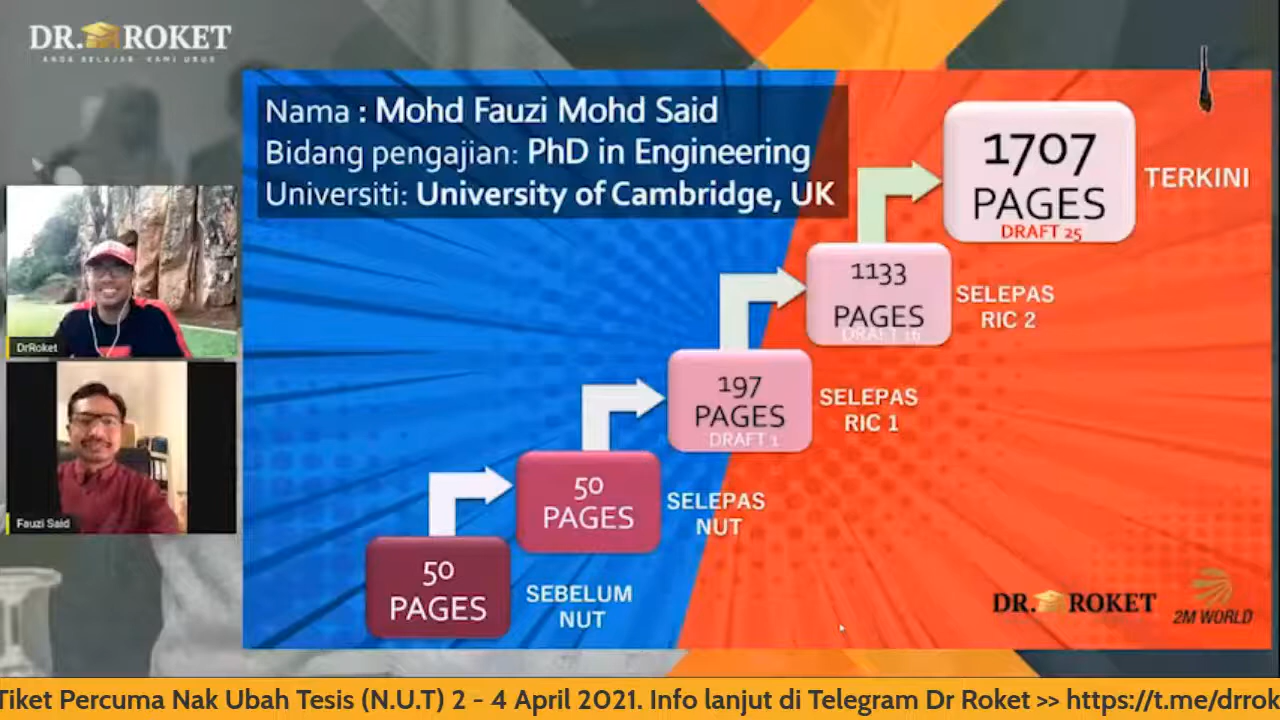 DR. ROKET
ANDA BELAJAR KAMI URUS
Nama : Mohd Fauzi Mohd Said
Bidang pengajian: PhD in Engineering
Universiti: University of Cambridge, UK
1707
PAGES
DRAFT 25
TERKINI
1133
PAGES
DRAFT 16
SELEPAS
RIC 2
197
PAGES
DRAFT 1
SELEPAS
RIC 1
50
PAGES
SELEPAS
NUT
50
PAGES
SEBELUM
NUT
DrRoket
Fauzi Said
DR. ROKET
2M WORLD
Tiket Percuma Nak Ubah Tesis (N.U.T) 2 - 4 April 2021. Info lanjut di Telegram Dr Roket >> https://t.me/drrok